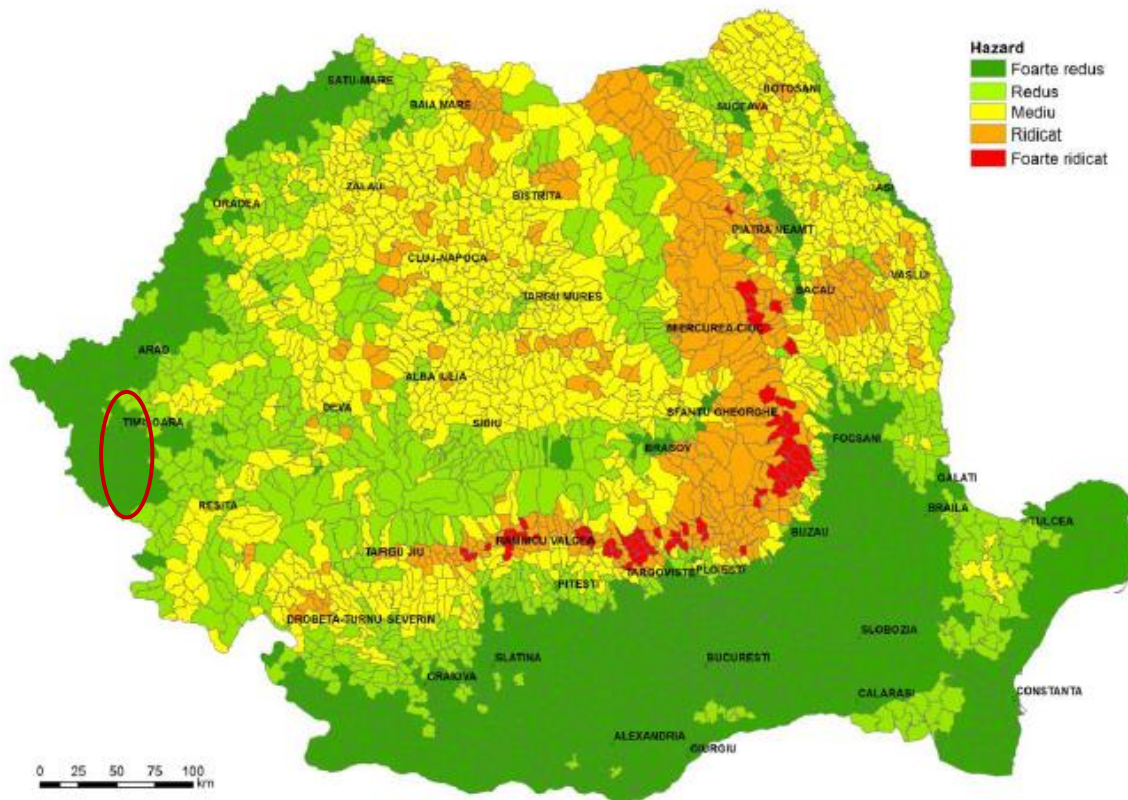 Hazard
Foarte redus
Redus
Mediu
Ridicat
Foarte ridicat
SATU-MARE
BAIA MARE
SUCEAVA
BOTOSANI
ZALAU
BISTRITA
IASI
ORADEA
PIATRA NEAMT
CLUJ-NAPOCA
VASLUI
TARGU MURES
BACAU
MIERCUREA-CIUC
ARAD
ALBA IULIA
DEVA
SFANTU GHEORGHE
TIMISOARA
SIBIU
FOCSANI
BRASOV
GALATI
RESITA
BRAILA
TULCEA
BUZAU
RAMNICU VALCEA
TARGU JIU
TARGOVISTE
PLOIESTI
PITESTI
DROBETA-TURNU-SEVERIN
SLOBOZIA
SLATINA
BUCURESTI
CRAIOVA
CALARASI
CONSTANTA
ALEXANDRIA
GIURGIU
0 25 50 75 100
km